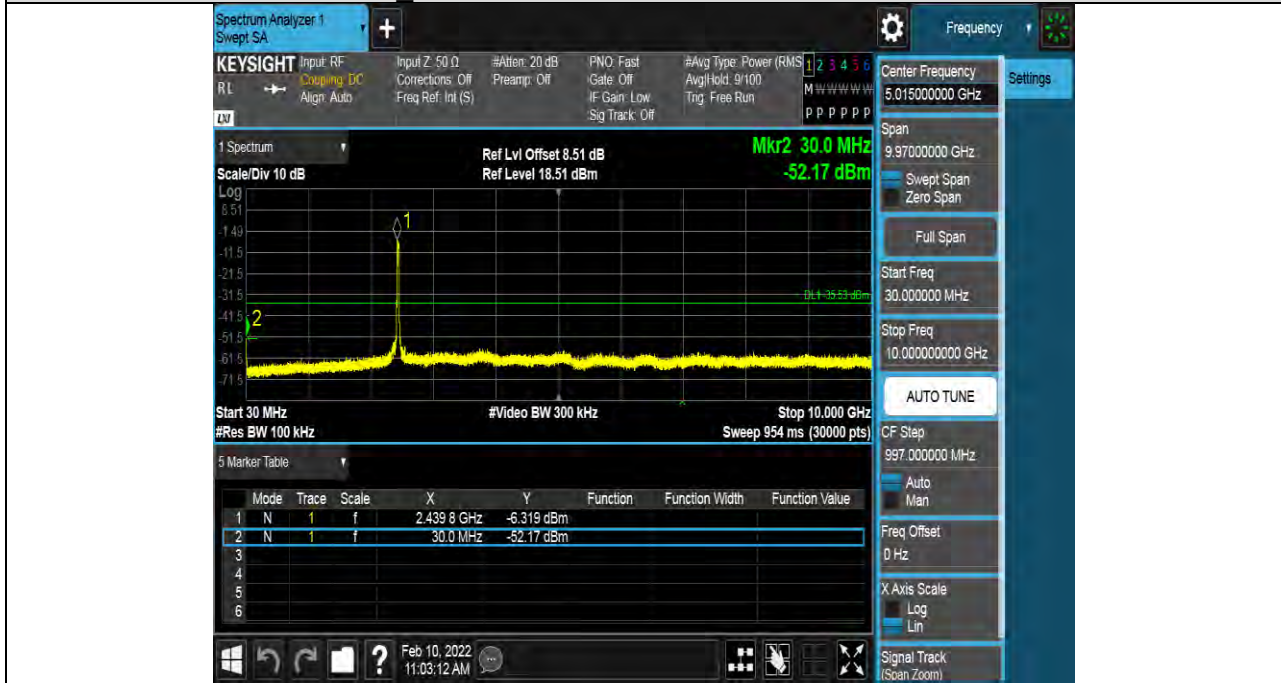 Spectrum Analyzer 1
Swept SA
Frequency
KEYSIGHT
Input: RF
Coupling: DC
Align: Auto
RL
LXI
Input Z: 50 Ω
Corrections: Off
Freq Ref: Int (S)
#Atten: 20 dB
Preamp: Off
PNO: Fast
Gate: Off
IF Gain: Low
Sig Track: Off
#Avg Type: Power (RMS
Avg|Hold: 9/100
Trig: Free Run
1 2 3 4 5 6
M W W W W W
P P P P P P
1 Spectrum
Scale/Div 10 dB
Ref Lvl Offset 8.51 dB
Ref Level 18.51 dBm
Mkr2 30.0 MHz
-52.17 dBm
Log
8.51
-1.49
-11.5
-21.5
-31.5
-41.5
-51.5
-61.5
-71.5
1
2
DL1 -35.53 dBm
Start 30 MHz
#Video BW 300 kHz
Stop 10.000 GHz
#Res BW 100 kHz
Sweep 954 ms (30000 pts)
5 Marker Table
Mode Trace Scale X Y Function Function Width Function Value
1 N 1 f 2.439 8 GHz -6.319 dBm
2 N 1 f 30.0 MHz -52.17 dBm
3
4
5
6
Feb 10, 2022
11:03:12 AM
?
Center Frequency
5.015000000 GHz
Settings
Span
9.97000000 GHz
Swept Span
Zero Span
Full Span
Start Freq
30.000000 MHz
Stop Freq
10.000000000 GHz
AUTO TUNE
CF Step
997.000000 MHz
Auto
Man
Freq Offset
0 Hz
X Axis Scale
Log
Lin
Signal Track
(Span Zoom)